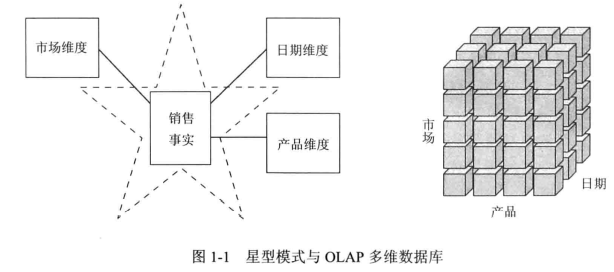 市场维度
日期维度
销售
事实
产品维度
市场
日期
产品
图 1-1 星型模式与 OLAP 多维数据库